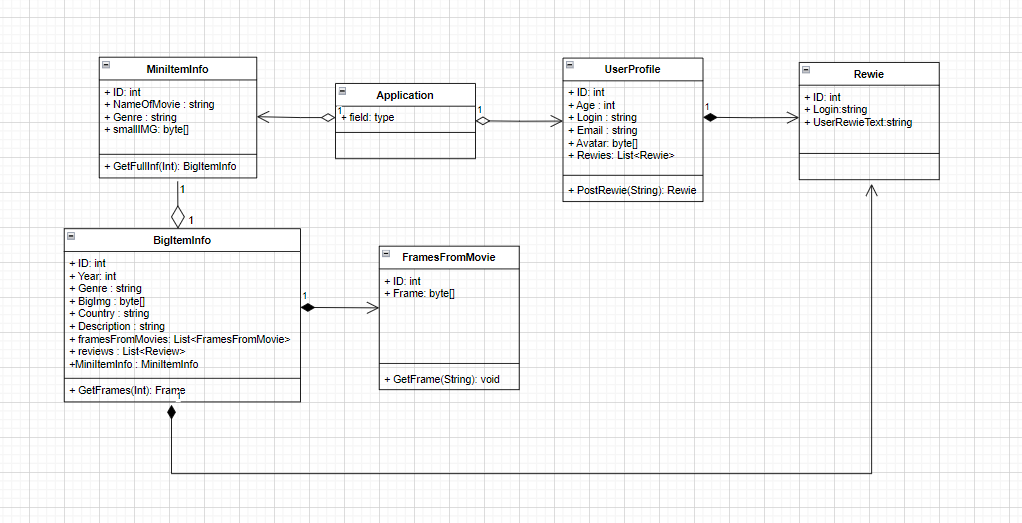 MiniItemInfo
+ ID: int
+ NameOfMovie : string
+ Genre : string
+ smallIMG: byte[]
+ GetFullInf(Int): BigItemInfo
Application
+ field: type
1
1
UserProfile
+ ID: int
+ Age : int
+ Login : string
+ Email : string
+ Avatar: byte[]
+ Rewies: List<Rewie>
+ PostRewie(String): Rewie
1
Rewie
+ ID: int
+ Login:string
+ UserRewieText:string
1
1
BigItemInfo
+ ID: int
+ Year: int
+ Genre : string
+ BigImg : byte[]
+ Country : string
+ Description : string
+ framesFromMovies: List<FramesFromMovie>
+ reviews : List<Review>
+MiniItemInfo : MiniItemInfo
+ GetFrames(Int): Frame
1
1
FramesFromMovie
+ ID: int
+ Frame: byte[]
+ GetFrame(String): void